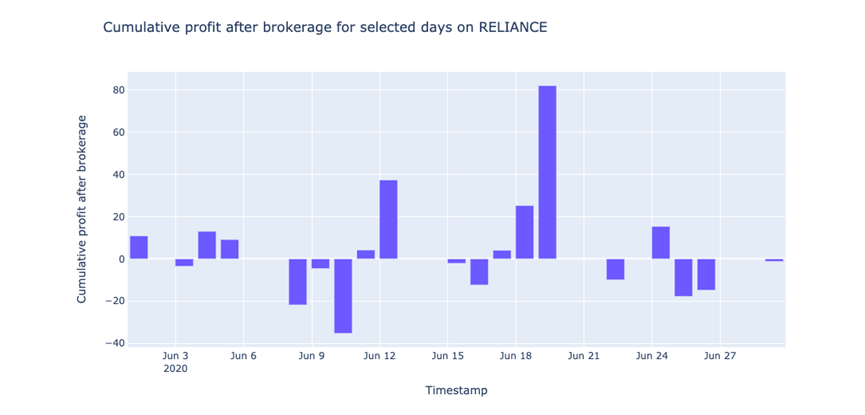 Cumulative profit after brokerage for selected days on RELIANCE
Cumulative profit after brokerage
80
60
40
20
0
−20
−40
Jun 3
2020
Jun 6
Jun 9
Jun 12
Jun 15
Jun 18
Jun 21
Jun 24
Jun 27
Timestamp